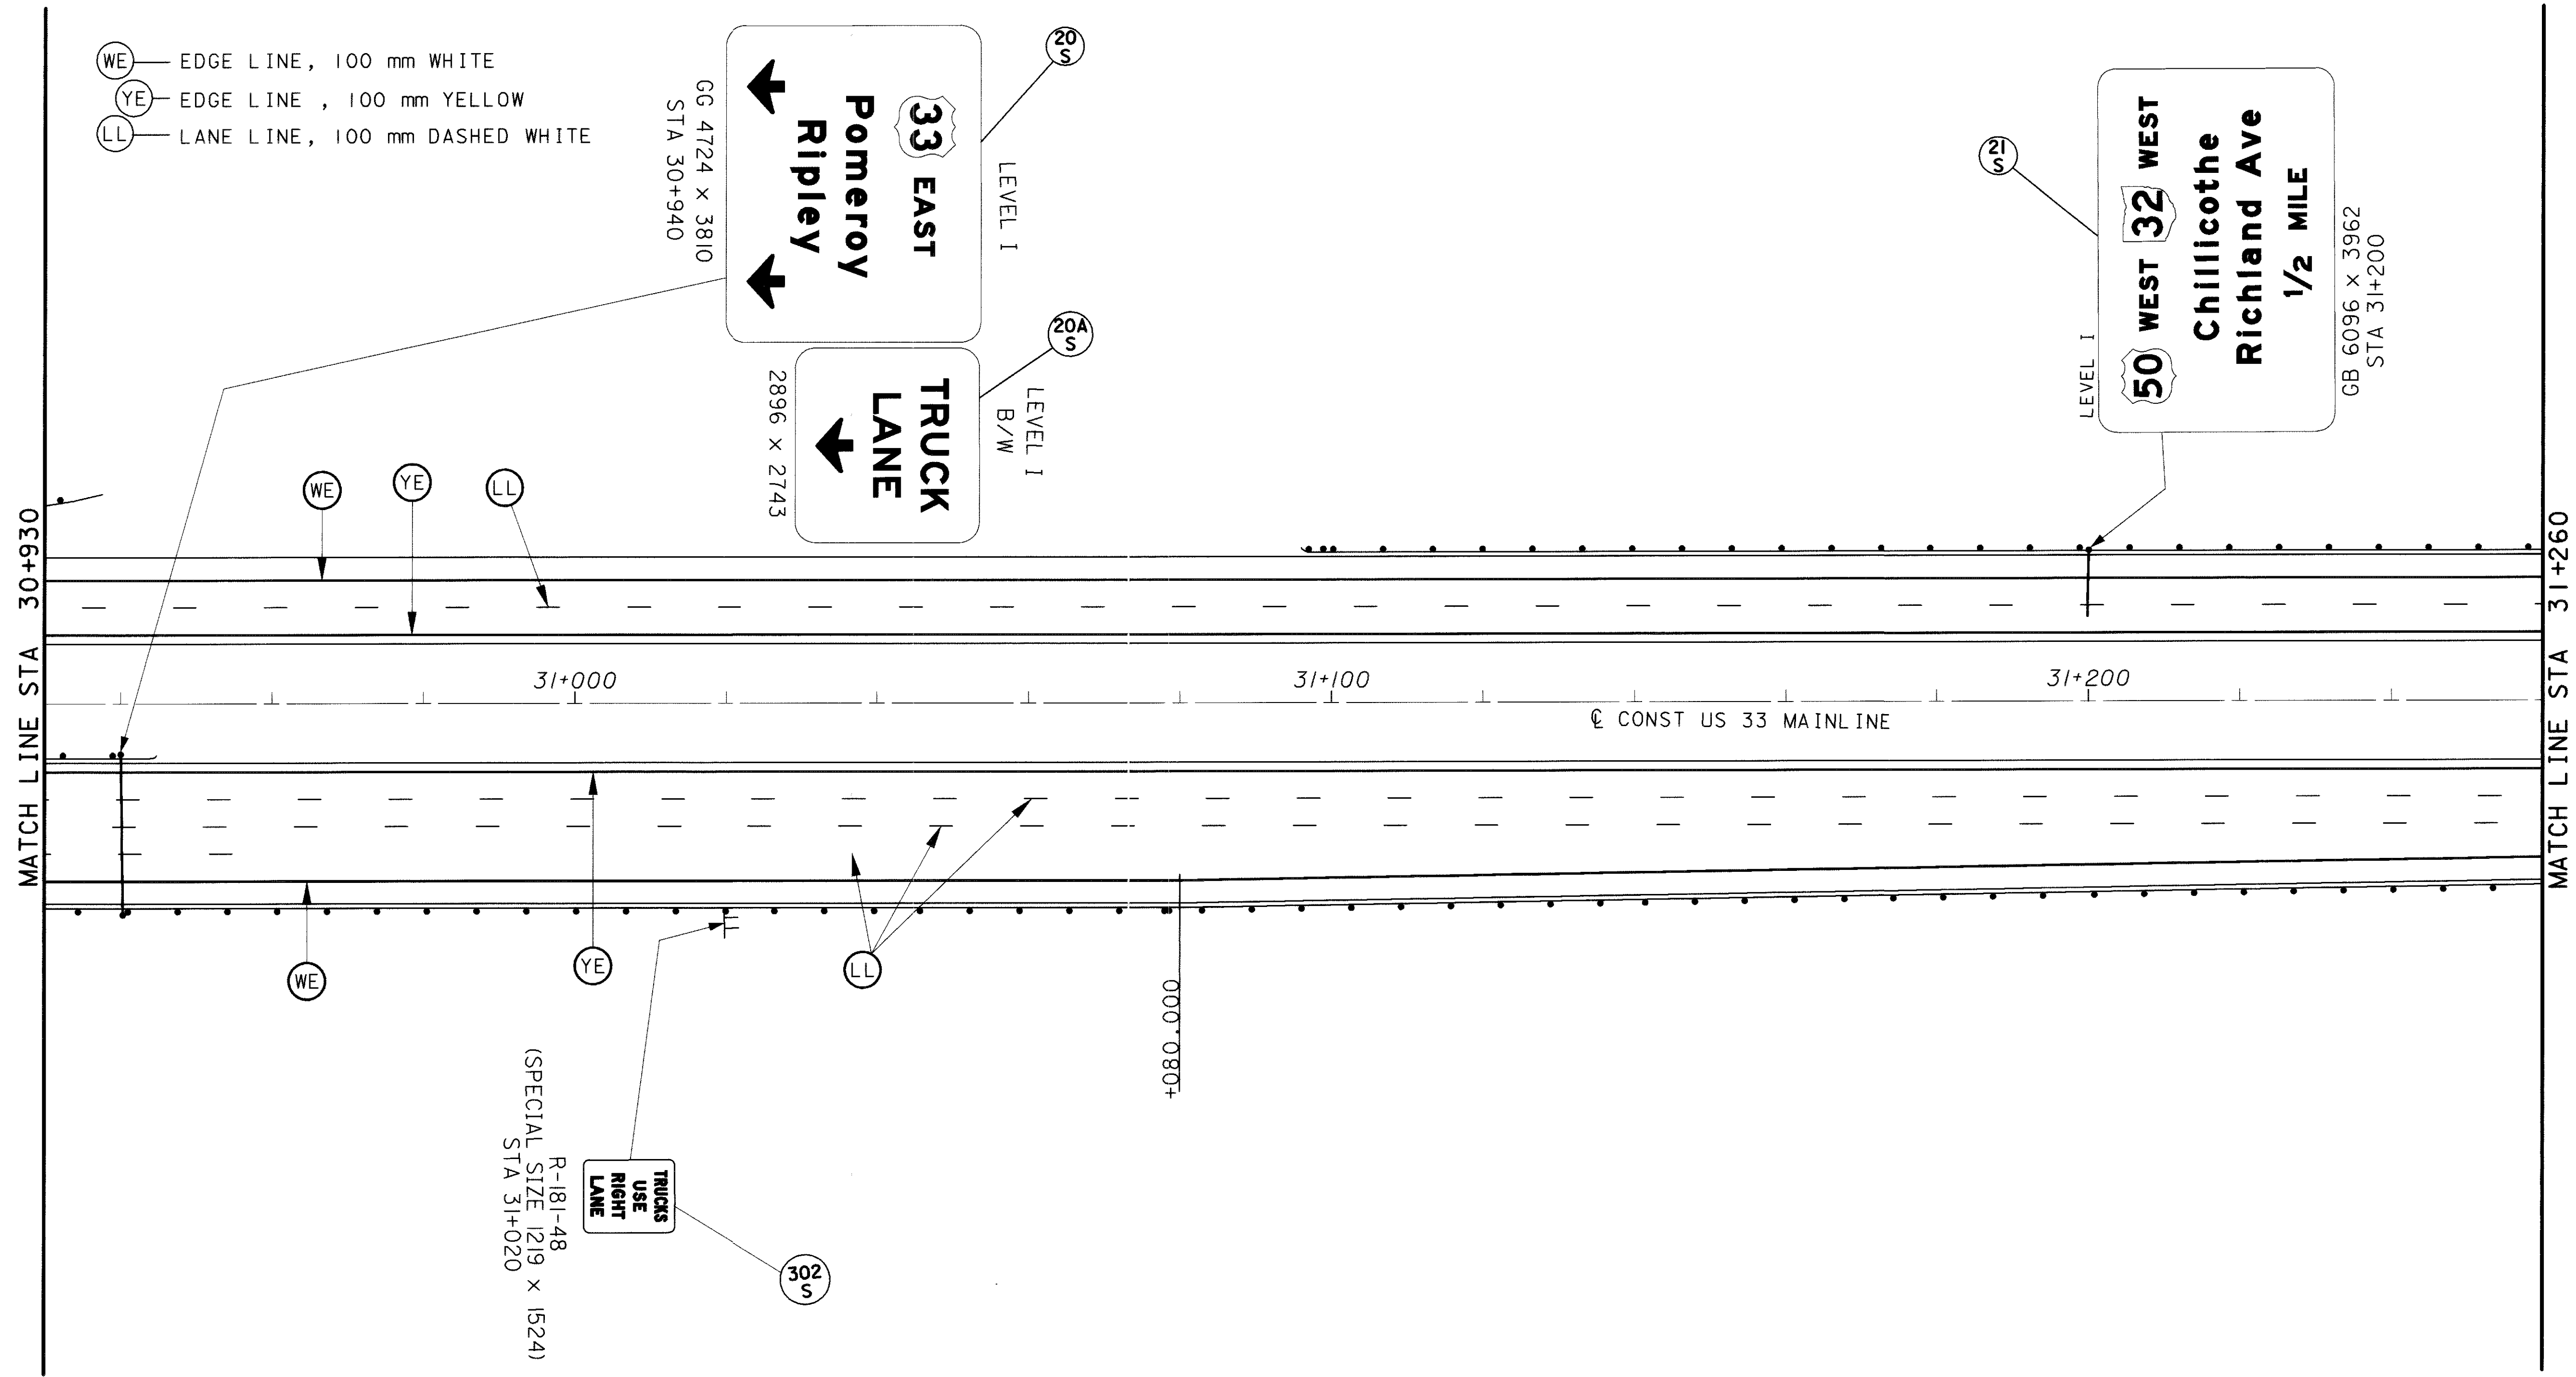 WE EDGE LINE, 100 mm WHITE
YE EDGE LINE , 100 mm YELLOW
LL LANE LINE, 100 mm DASHED WHITE
20
S
33 EAST
Pomeroy
Ripley
LEVEL I
GG 4724 x 3810
STA 30+940
20A
S
TRUCK
LANE
LEVEL I
B/W
2896 x 2743
21
S
50 WEST 32 WEST
Chillicothe
Richland Ave
1/2 MILE
LEVEL I
GB 6096 x 3962
STA 31+200
WE
YE
LL
MATCH LINE STA 30+930
MATCH LINE STA 31+260
31+000
31+100
31+200
℄ CONST US 33 MAINLINE
WE
YE
LL
+080.000
TRUCKS
USE
RIGHT
LANE
R-181-48
(SPECIAL SIZE 1219 x 1524)
STA 31+020
302
S